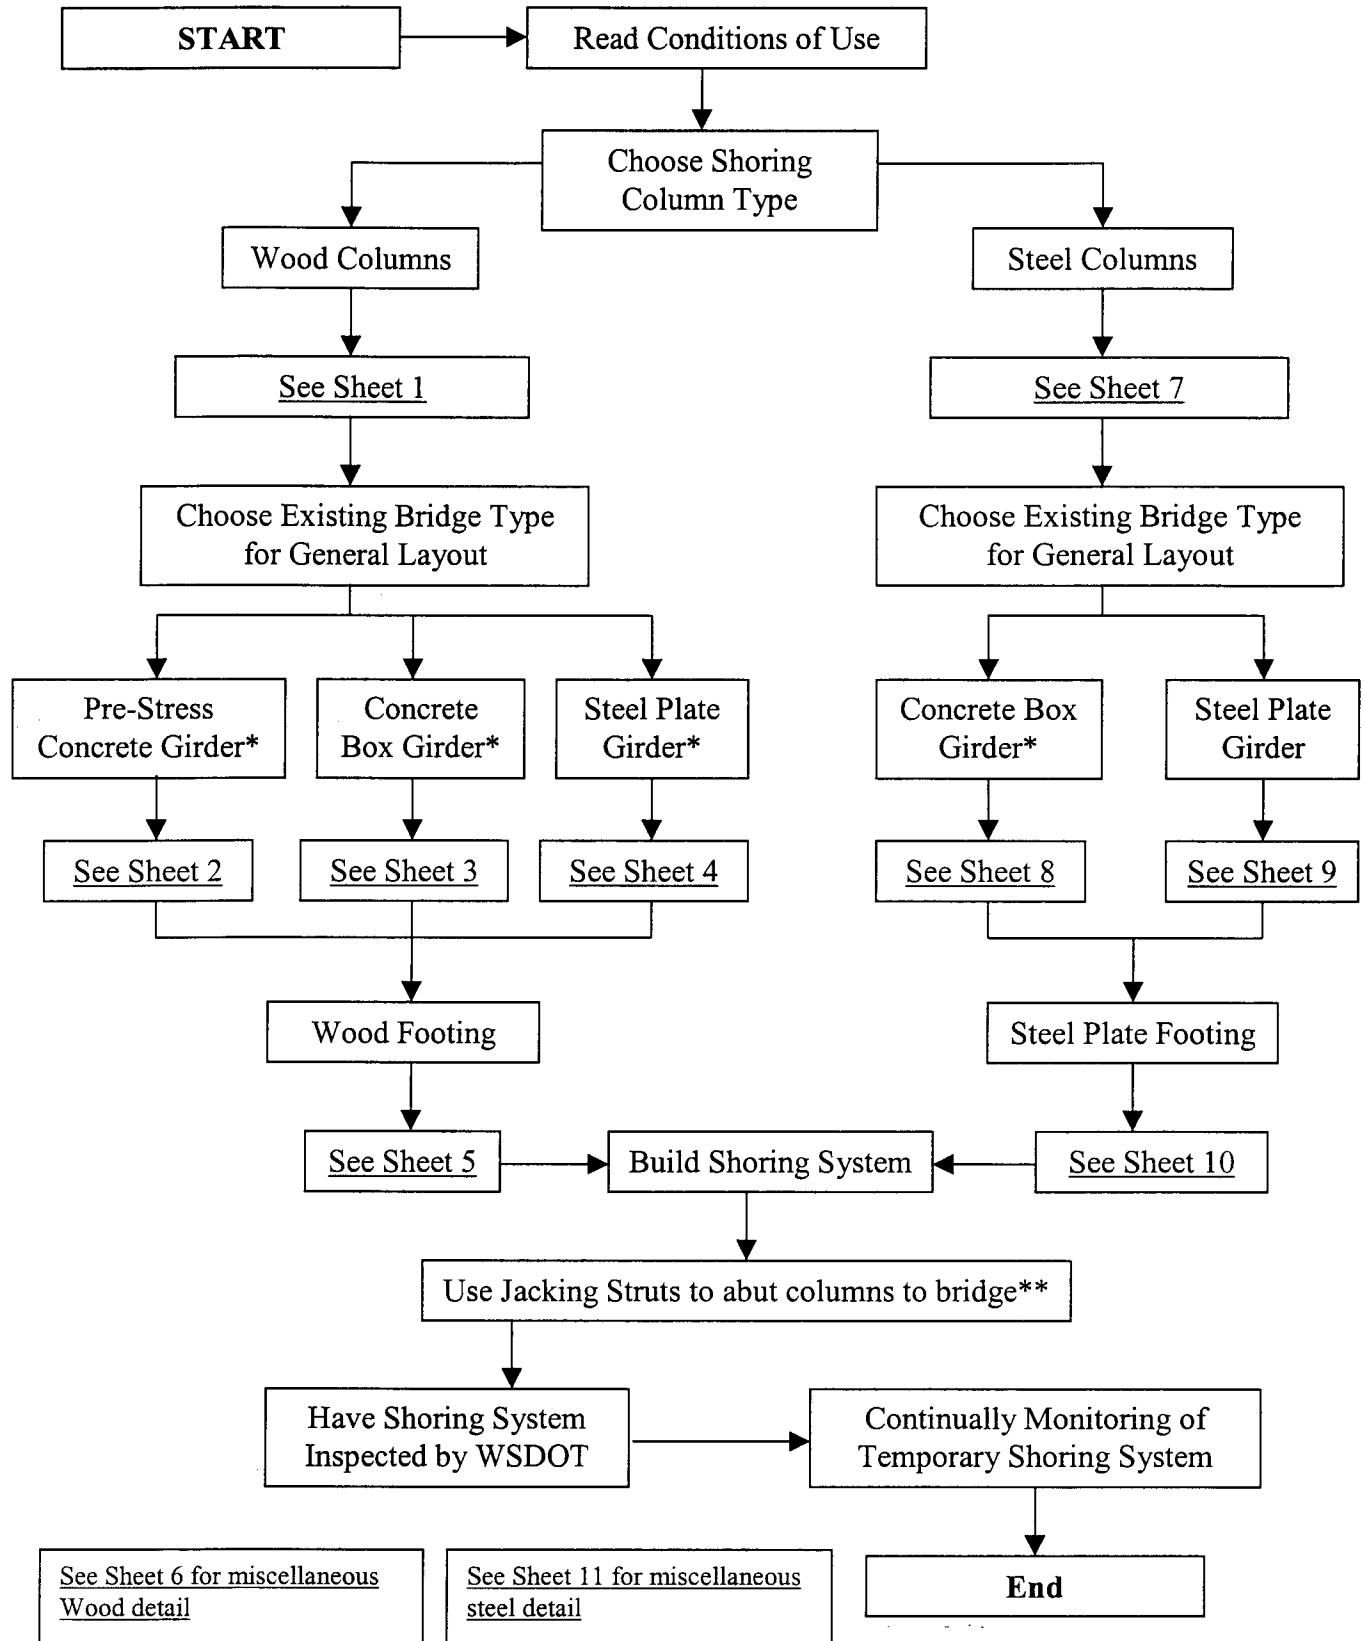 START
Read Conditions of Use
Choose Shoring
Column Type
Wood Columns
Steel Columns
See Sheet 1
See Sheet 7
Choose Existing Bridge Type
for General Layout
Choose Existing Bridge Type
for General Layout
Pre-Stress
Concrete Girder*
Concrete
Box Girder*
Steel Plate
Girder*
Concrete Box
Girder*
Steel Plate
Girder
See Sheet 2
See Sheet 3
See Sheet 4
See Sheet 8
See Sheet 9
Wood Footing
Steel Plate Footing
See Sheet 5
Build Shoring System
See Sheet 10
Use Jacking Struts to abut columns to bridge**
Have Shoring System
Inspected by WSDOT
Continually Monitoring of
Temporary Shoring System
See Sheet 6 for miscellaneous
Wood detail
See Sheet 11 for miscellaneous
steel detail
End